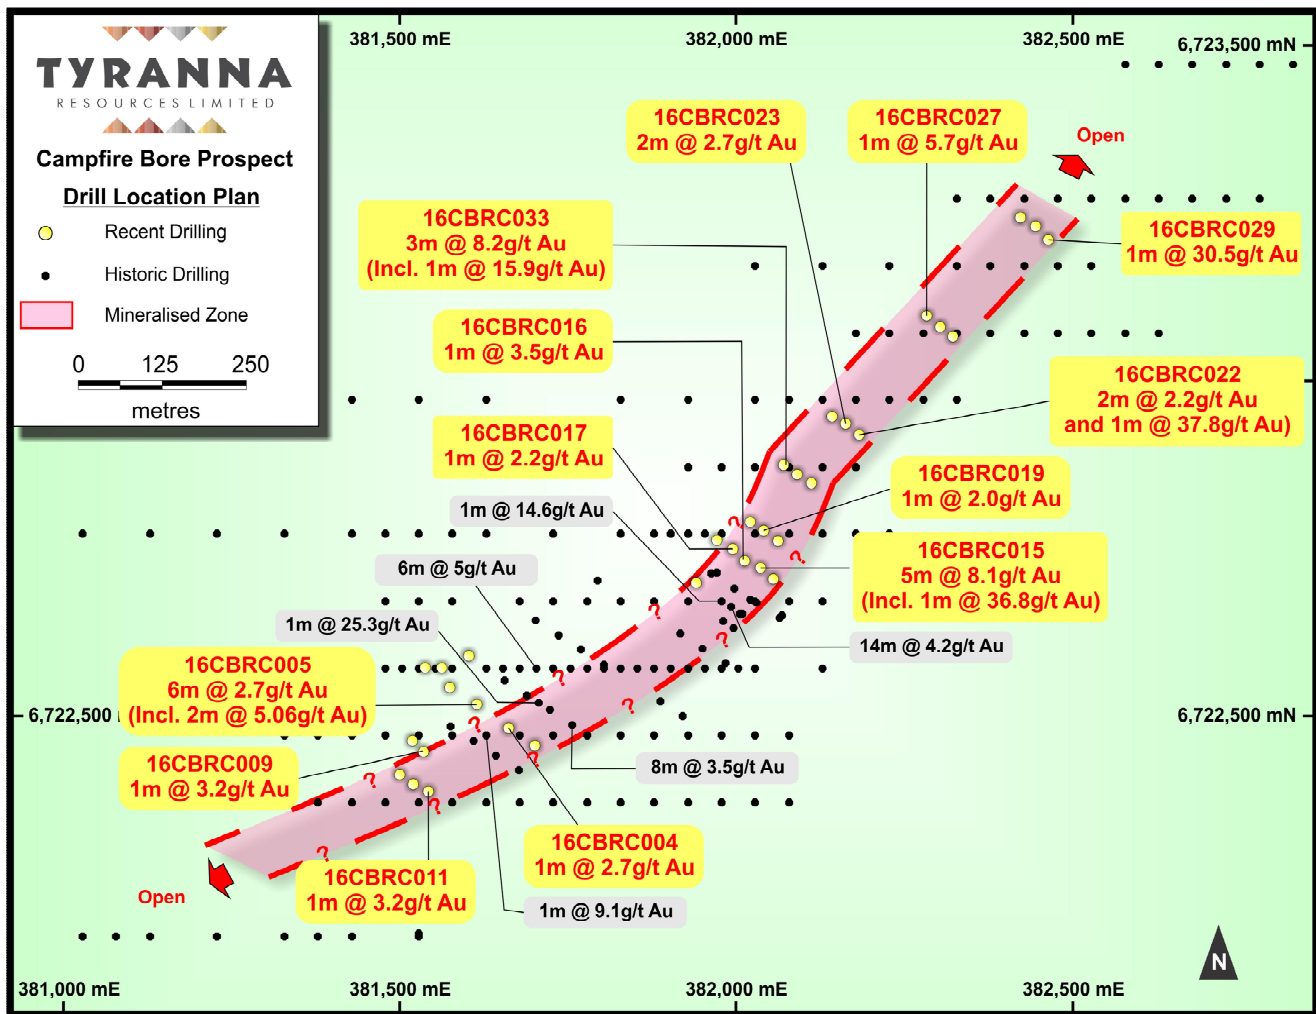 381,500 mE
382,000 mE
382,500 mE
6,723,500 mN
TYRANNA
RESOURCES LIMITED
Campfire Bore Prospect
Drill Location Plan
Recent Drilling
Historic Drilling
Mineralised Zone
0 125 250
metres
16CBRC023
2m @ 2.7g/t Au
16CBRC027
1m @ 5.7g/t Au
Open
16CBRC033
3m @ 8.2g/t Au
(Incl. 1m @ 15.9g/t Au)
16CBRC029
1m @ 30.5g/t Au
16CBRC016
1m @ 3.5g/t Au
16CBRC022
2m @ 2.2g/t Au
and 1m @ 37.8g/t Au)
16CBRC017
1m @ 2.2g/t Au
16CBRC019
1m @ 2.0g/t Au
1m @ 14.6g/t Au
?
?
16CBRC015
5m @ 8.1g/t Au
(Incl. 1m @ 36.8g/t Au)
6m @ 5g/t Au
?
1m @ 25.3g/t Au
?
14m @ 4.2g/t Au
16CBRC005
6m @ 2.7g/t Au
(Incl. 2m @ 5.06g/t Au)
?
?
6,722,500
?
6,722,500 mN
16CBRC009
1m @ 3.2g/t Au
?
?
8m @ 3.5g/t Au
?
16CBRC004
1m @ 2.7g/t Au
?
16CBRC011
1m @ 3.2g/t Au
Open
1m @ 9.1g/t Au
N
381,000 mE
381,500 mE
382,000 mE
382,500 mE